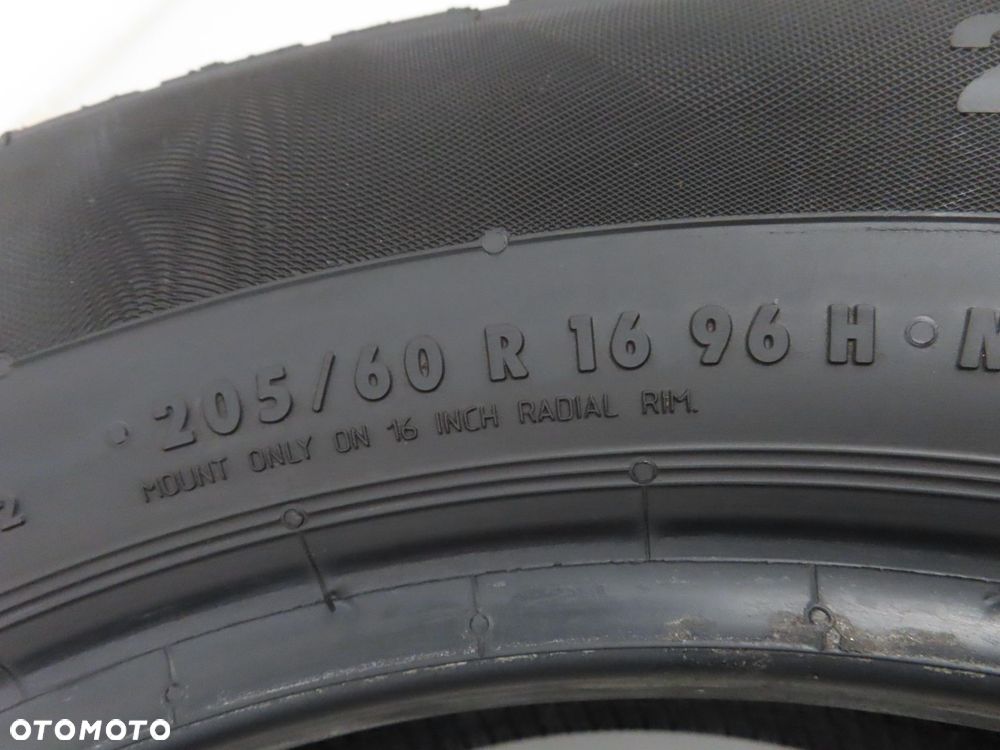 205/60 R 16 96 H
MOUNT ONLY ON 16 INCH RADIAL RIM.
OTOMOTO